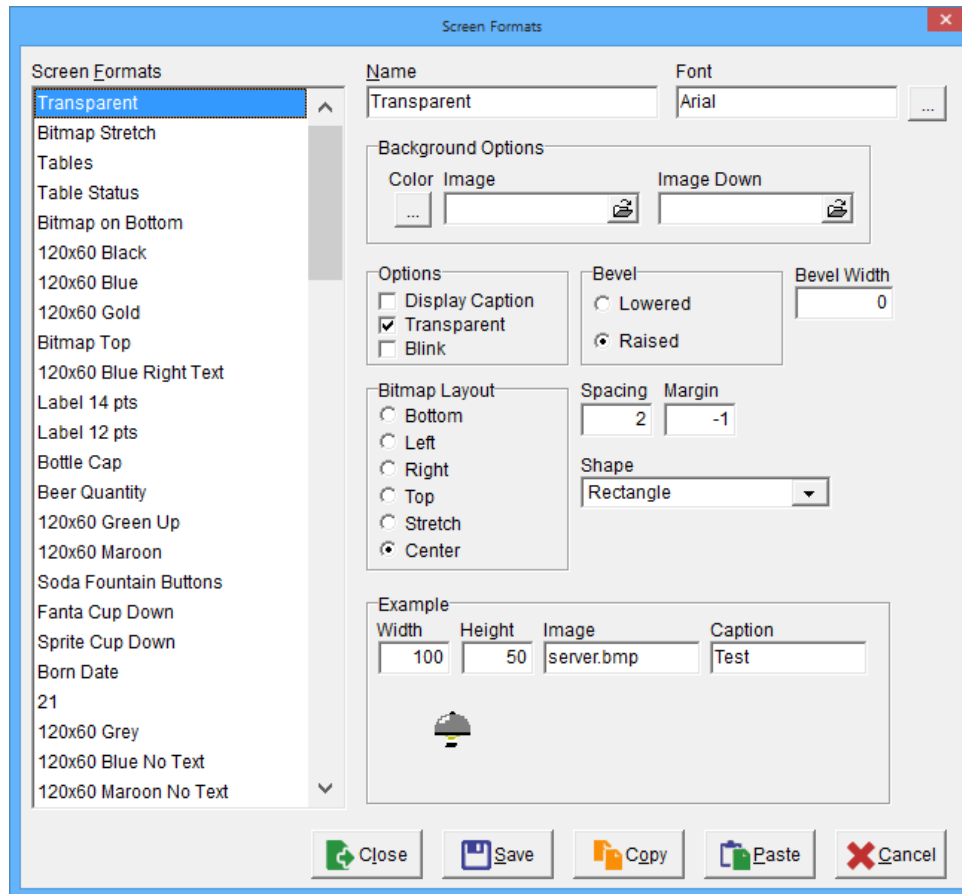 Screen Formats
Screen Formats
Transparent
Bitmap Stretch
Tables
Table Status
Bitmap on Bottom
120x60 Black
120x60 Blue
120x60 Gold
Bitmap Top
120x60 Blue Right Text
Label 14 pts
Label 12 pts
Bottle Cap
Beer Quantity
120x60 Green Up
120x60 Maroon
Soda Fountain Buttons
Fanta Cup Down
Sprite Cup Down
Born Date
21
120x60 Grey
120x60 Blue No Text
120x60 Maroon No Text
Name Font
Transparent Arial ...
Background Options
Color Image Image Down
...
Options
Display Caption
Transparent
Blink
Bevel
Lowered
Raised
Bevel Width
0
Bitmap Layout
Bottom
Left
Right
Top
Stretch
Center
Spacing Margin
2 -1
Shape
Rectangle
Example
Width Height Image Caption
100 50 server.bmp Test
Close Save Copy Paste Cancel